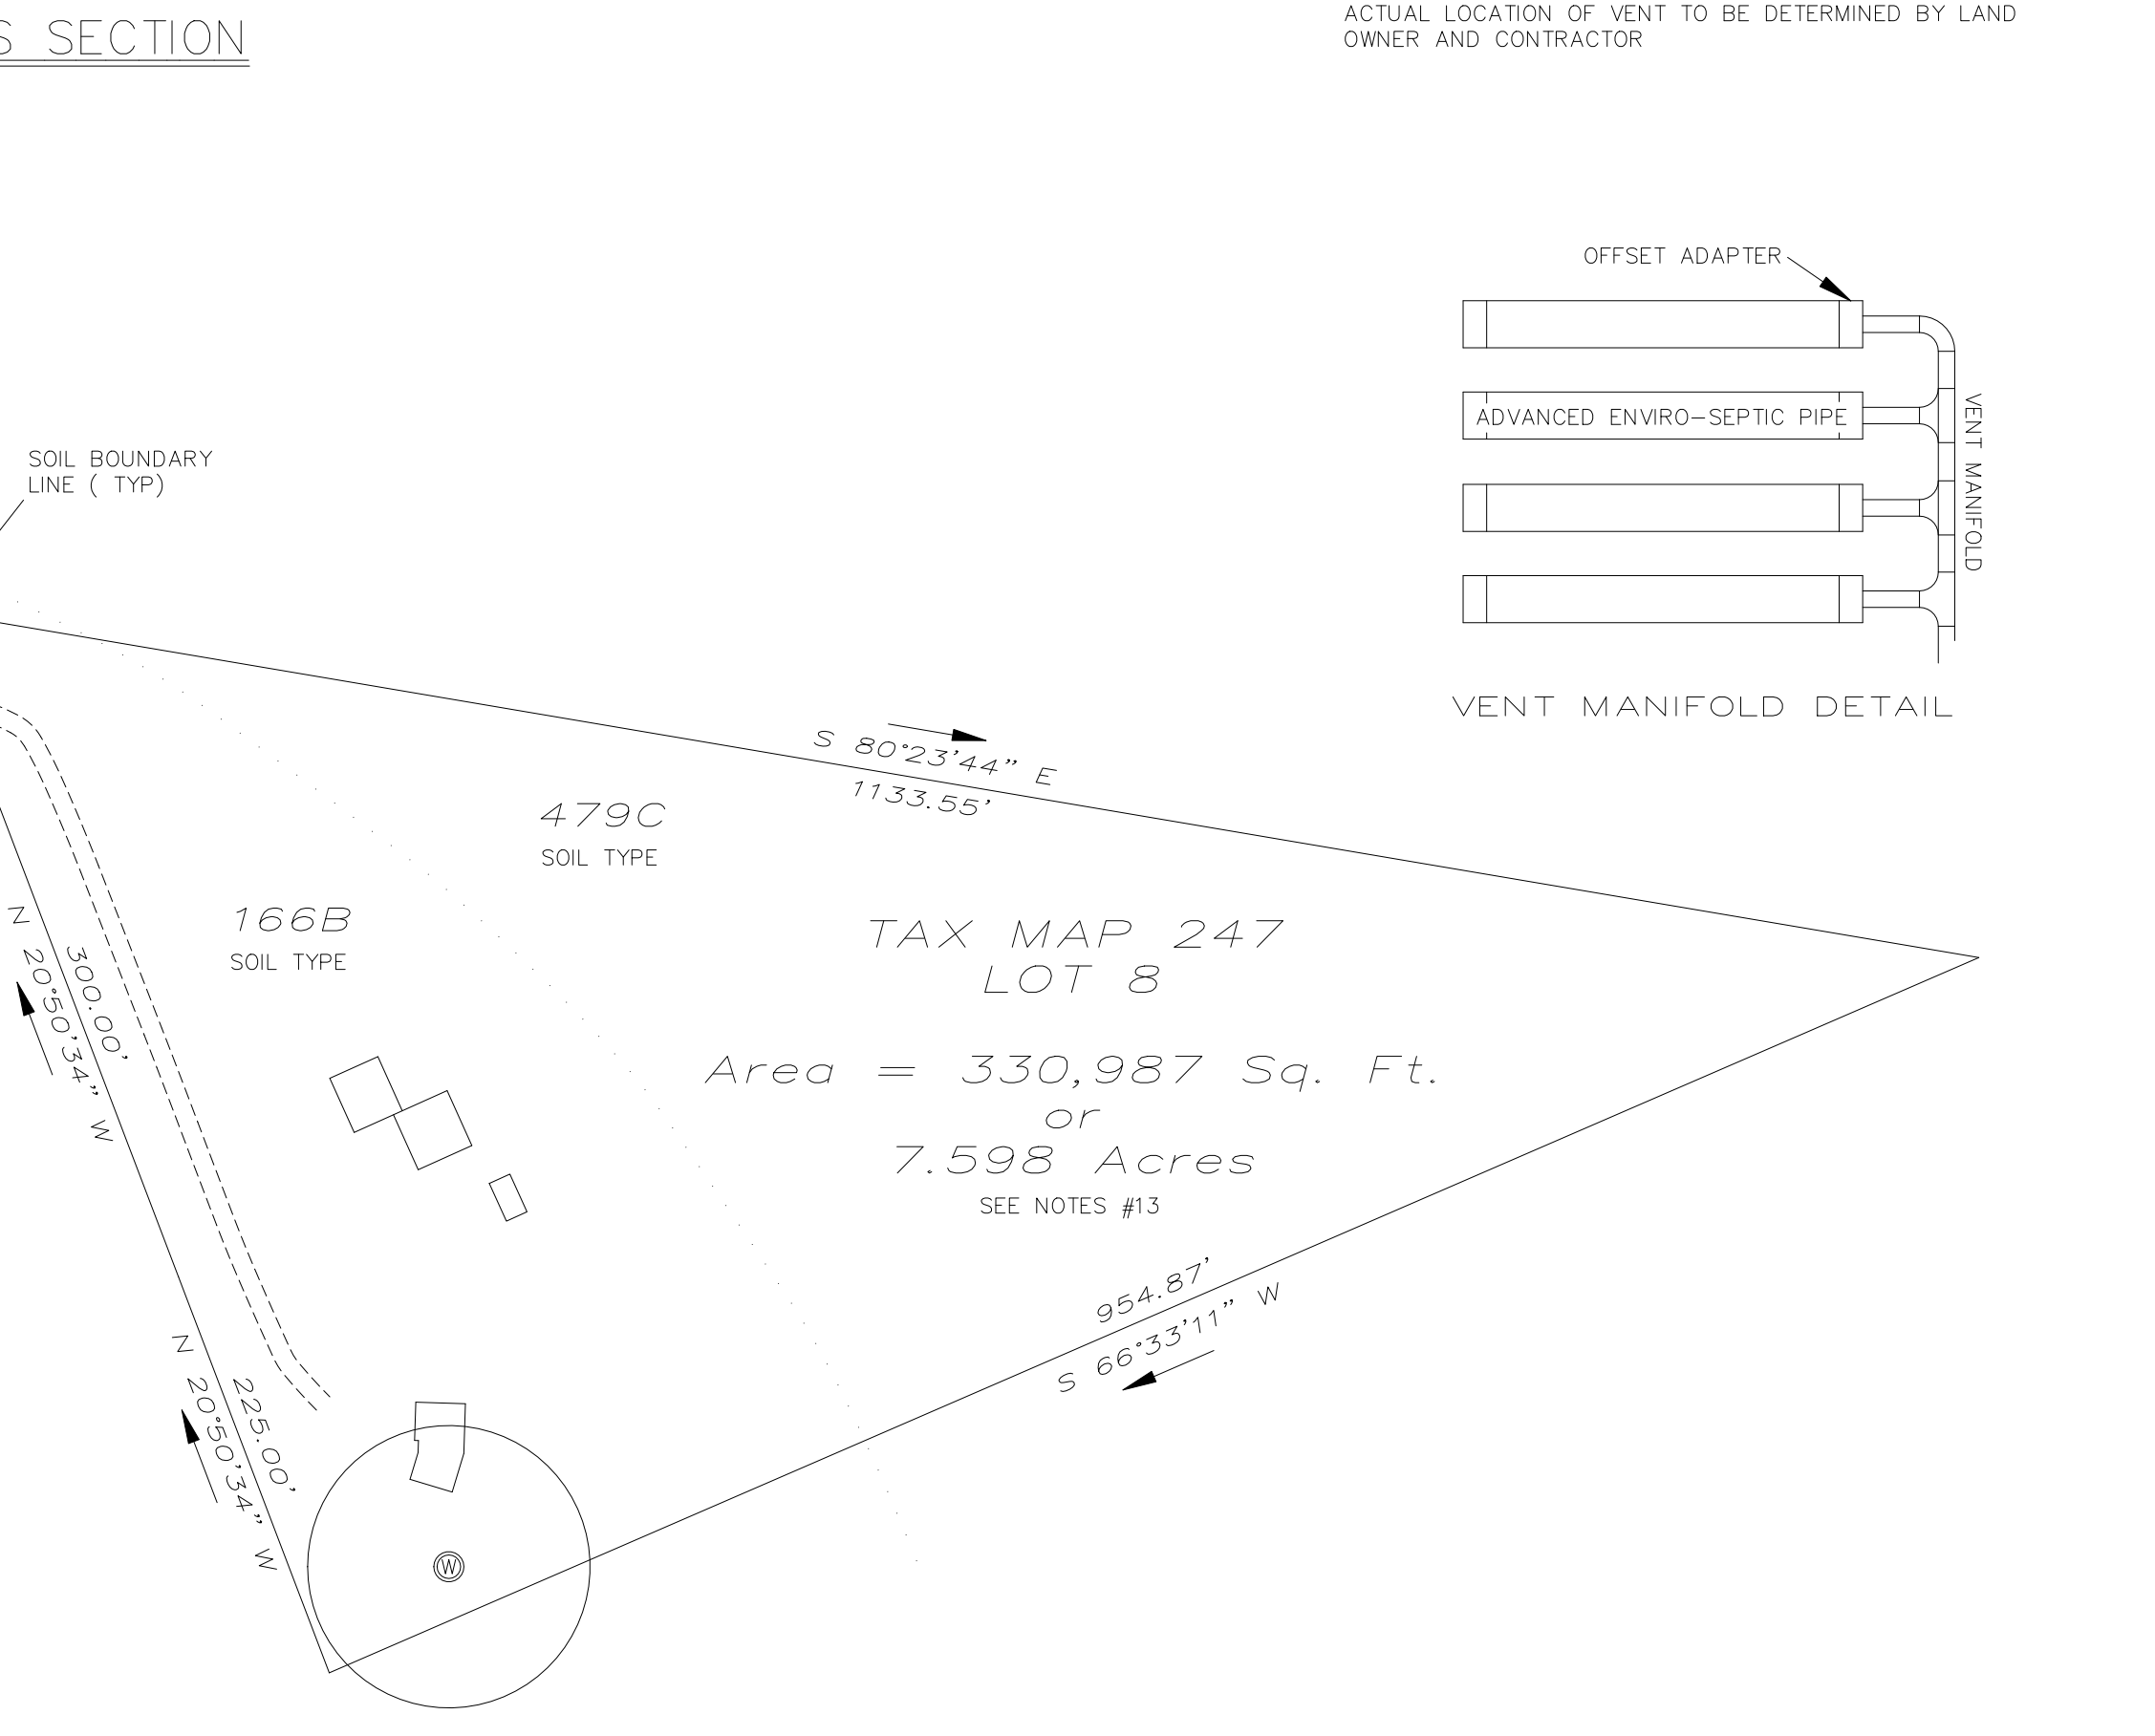 S SECTION
ACTUAL LOCATION OF VENT TO BE DETERMINED BY LAND
OWNER AND CONTRACTOR
OFFSET ADAPTER
ADVANCED ENVIRO-SEPTIC PIPE
VENT MANIFOLD
VENT MANIFOLD DETAIL
SOIL BOUNDARY
LINE ( TYP)
S 80°23'44" E
1133.55'
479C
SOIL TYPE
166B
SOIL TYPE
TAX MAP 247
LOT 8
Area = 330,987 Sq. Ft.
or
7.598 Acres
SEE NOTES #13
300.00'
N 20°50'34" W
954.87'
S 66°33'11" W
225.00'
N 20°50'34" W
W